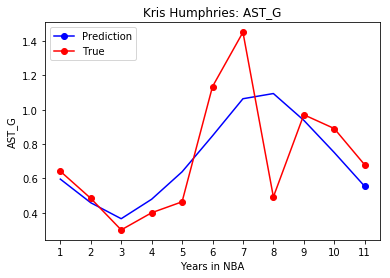 Kris Humphries: AST_G
Prediction
True
AST_G
1.4
1.2
1.0
0.8
0.6
0.4
1 2 3 4 5 6 7 8 9 10 11
Years in NBA